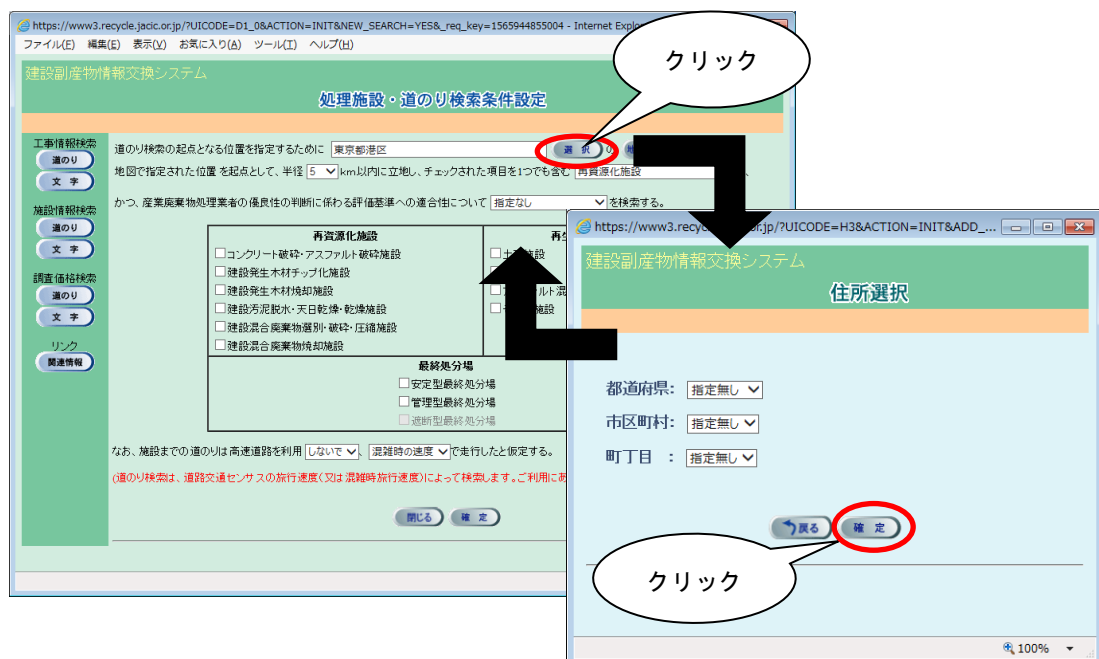 https://www3.recycle.jacic.or.jp/?UICODE=D1_0&ACTION=INIT&NEW_SEARCH=YES&_req_key=1565944855004 - Internet Explo
ファイル(F) 編集(E) 表示(V) お気に入り(A) ツール(T) ヘルプ(H)
クリック
建設副産物情報交換システム
処理施設・道のり検索条件設定
工事情報検索
道のり
文 字
施設情報検索
道のり
文 字
調査価格検索
道のり
文 字
リンク
関連情報
道のり検索の起点となる位置を指定するために 東京都港区 選 択 の
地図で指定された位置 を起点として、半径 5 km以内に立地し、チェックされた項目を1つでも含む 再資源化施設 、
かつ、産業廃棄物処理業者の優良性の判断に係わる評価基準への適合性について 指定なし を検索する。
再資源化施設
コンクリート破砕・アスファルト破砕施設
建設発生木材チップ化施設
建設発生木材焼却施設
建設汚泥脱水・天日乾燥・乾燥施設
建設混合廃棄物選別・破砕・圧縮施設
建設混合廃棄物焼却施設
再生
最終処分場
安定型最終処分場
管理型最終処分場
遮断型最終処分場
なお、施設までの道のりは高速道路を利用 しないで 、 混雑時の速度 で走行したと仮定する。
(道のり検索は、道路交通センサスの旅行速度(又は混雑時旅行速度)によって検索します。ご利用にあ
閉じる 確 定
https://www3.recyc
.jp/?UICODE=H3&ACTION=INIT&ADD_...
建設副産物情報交換システム
住所選択
都道府県： 指定無し
市区町村： 指定無し
町丁目 ： 指定無し
戻る 確 定
クリック
100%